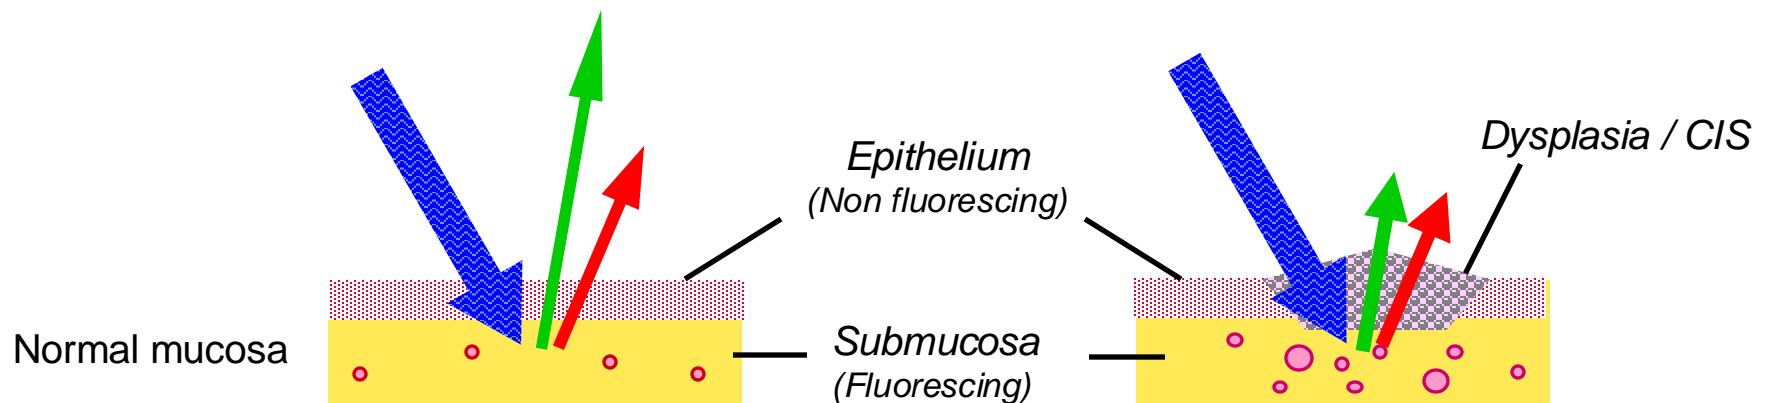 Dysplasia / CIS
Epithelium
(Non fluorescing)
Normal mucosa
Submucosa
(Fluorescing)